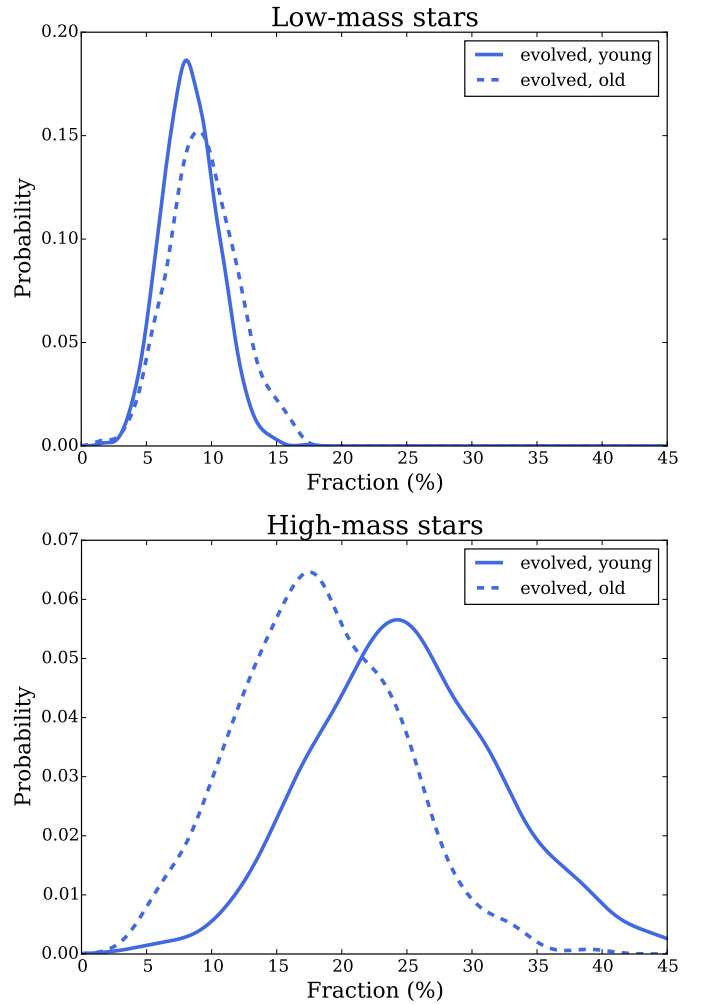 Low-mass stars
0.20
evolved, young
evolved, old
0.15
0.10
0.05
0.00
Probability
0 5 10 15 20 25 30 35 40 45
Fraction (%)
High-mass stars
0.07
evolved, young
evolved, old
0.06
0.05
0.04
0.03
0.02
0.01
0.00
Probability
0 5 10 15 20 25 30 35 40 45
Fraction (%)